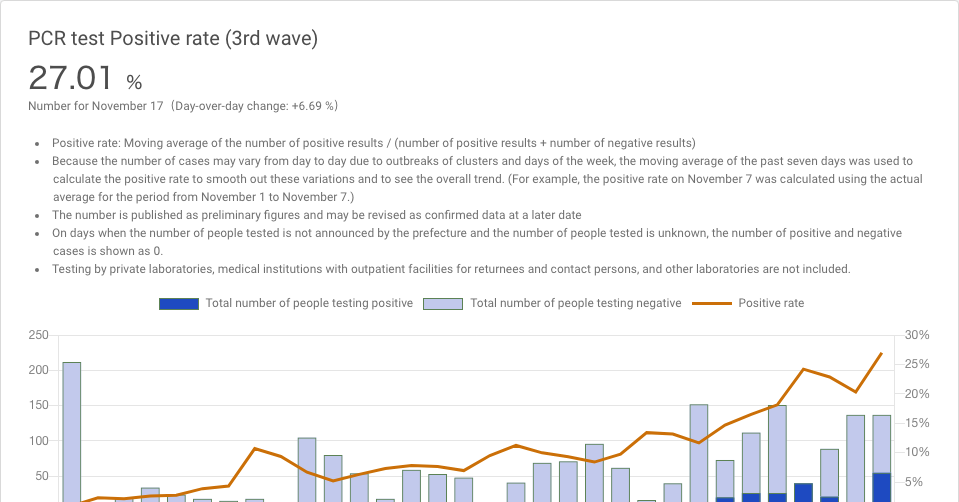 PCR test Positive rate (3rd wave)
27.01 %
Number for November 17（Day-over-day change: +6.69 %）
• Positive rate: Moving average of the number of positive results / (number of positive results + number of negative results)
• Because the number of cases may vary from day to day due to outbreaks of clusters and days of the week, the moving average of the past seven days was used to
calculate the positive rate to smooth out these variations and to see the overall trend. (For example, the positive rate on November 7 was calculated using the actual
average for the period from November 1 to November 7.)
• The number is published as preliminary figures and may be revised as confirmed data at a later date
• On days when the number of people tested is not announced by the prefecture and the number of people tested is unknown, the number of positive and negative
cases is shown as 0.
• Testing by private laboratories, medical institutions with outpatient facilities for returnees and contact persons, and other laboratories are not included.
Total number of people testing positive Total number of people testing negative Positive rate
250 30%
200 25%
20%
150 15%
100 10%
50 5%